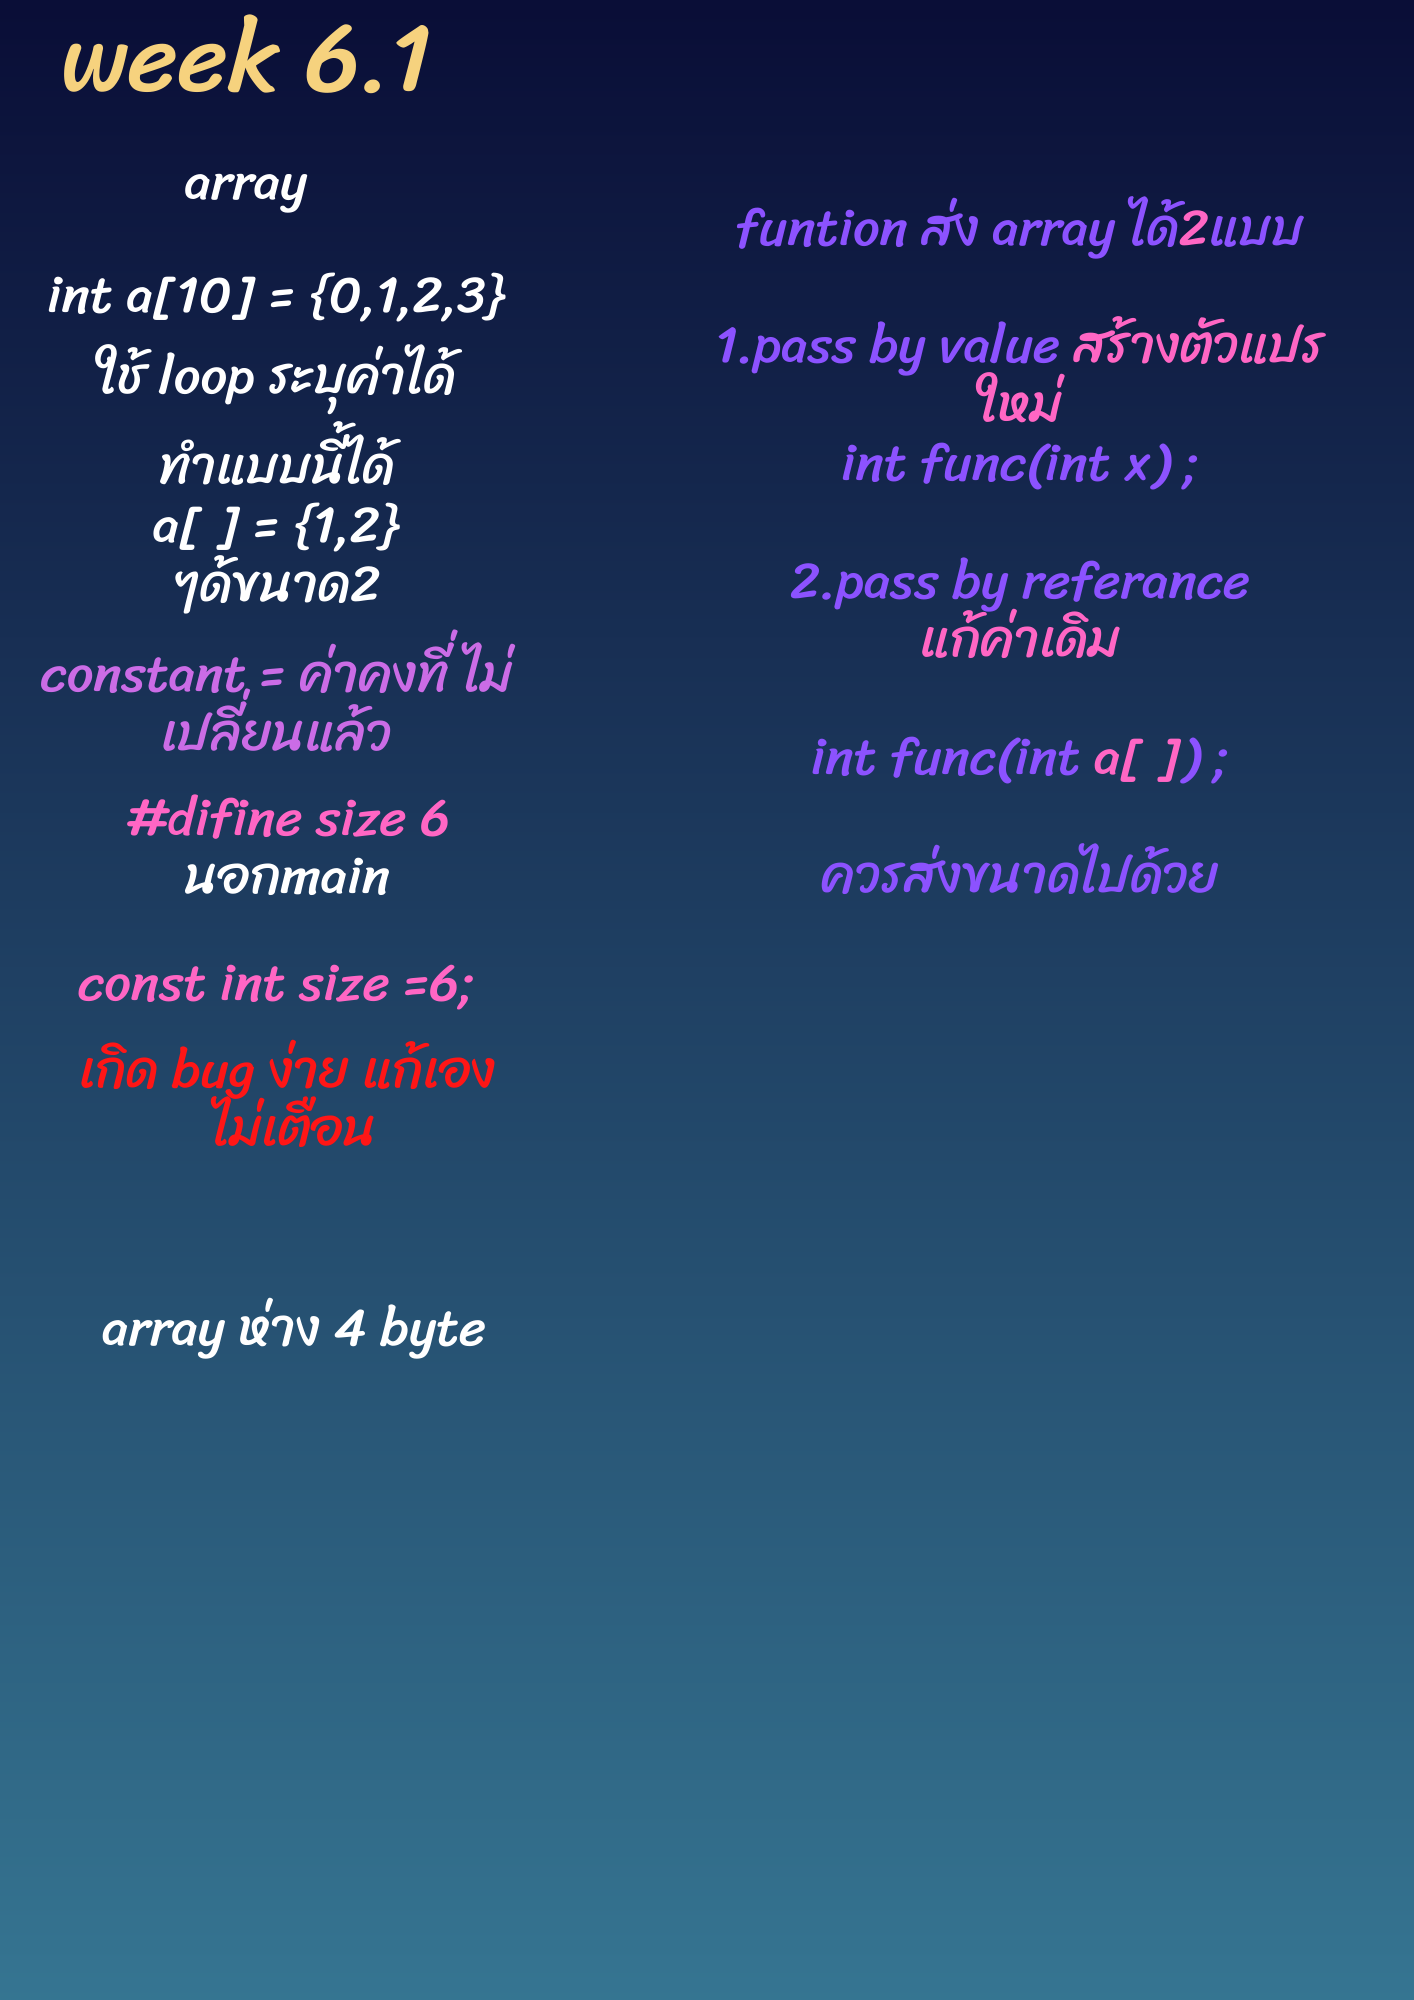 week 6.1
array
int a[10] = {0,1,2,3}
ใช้ loop ระบุค่าได้
ทำแบบนี้ได้
a[ ] = {1,2}
ๆด้ขนาด2
constant = ค่าคงที่ ไม่
เปลี่ยนแล้ว
#difine size 6
นอกmain
const int size =6;
เกิด bug ง่าย แก้เอง
ไม่เตือน
array ห่าง 4 byte
funtion ส่ง array ได้2แบบ
1.pass by value สร้างตัวแปร
ใหม่
int func(int x) ;
2.pass by referance
แก้ค่าเดิม
int func(int a[ ]) ;
ควรส่งขนาดไปด้วย